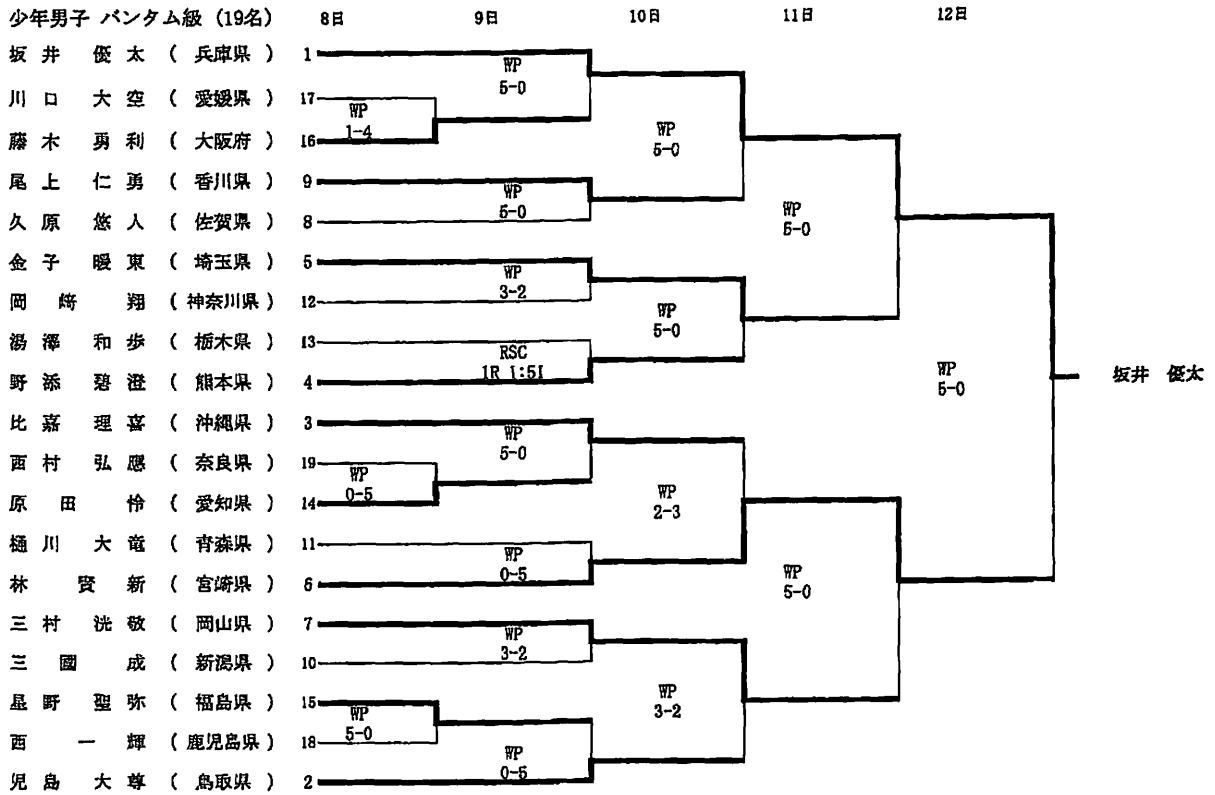 少年男子 バンタム級 (19名) 8日 9日 10日 11日 12日
坂井 優太 ( 兵庫県 ) 1
WP
5-0
川口 大空 ( 愛媛県 ) 17
WP
1-4
藤木 勇利 ( 大阪府 ) 16
WP
5-0
尾上 仁勇 ( 香川県 ) 9
WP
5-0
久原 悠人 ( 佐賀県 ) 8
WP
5-0
金子 暖東 ( 埼玉県 ) 5
WP
3-2
岡﨑 翔 ( 神奈川県 ) 12
WP
5-0
湯澤 和歩 ( 栃木県 ) 13
RSC
1R 1:51
野添 碧澄 ( 熊本県 ) 4
WP
5-0
坂井 優太
比嘉 理喜 ( 沖縄県 ) 3
WP
5-0
西村 弘應 ( 奈良県 ) 19
WP
0-5
原田 怜 ( 愛知県 ) 14
WP
2-3
樋川 大竜 ( 青森県 ) 11
WP
0-5
林 賢新 ( 宮崎県 ) 6
WP
5-0
三村 洸敬 ( 岡山県 ) 7
WP
3-2
三國 成 ( 新潟県 ) 10
WP
3-2
星野 聖弥 ( 福島県 ) 15
WP
5-0
西 一輝 ( 鹿児島県 ) 18
WP
0-5
児島 大尊 ( 鳥取県 ) 2